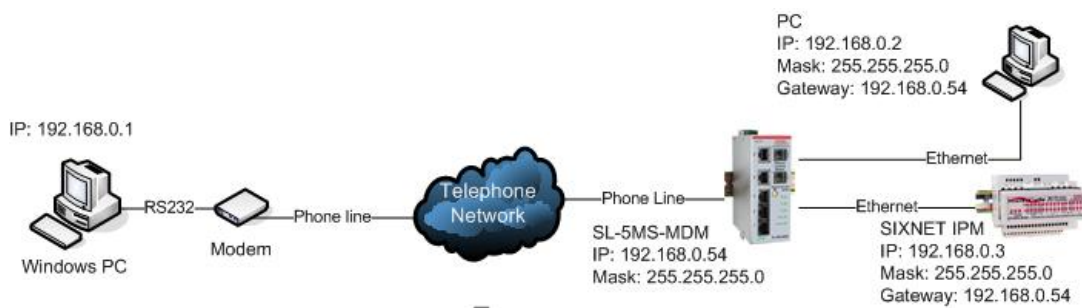 PC
IP: 192.168.0.2
Mask: 255.255.255.0
Gateway: 192.168.0.54
IP: 192.168.0.1
RS232
Modem
Windows PC
Phone line
Telephone
Network
Phone Line
SL-5MS-MDM
IP: 192.168.0.54
Mask: 255.255.255.0
Ethernet
Ethernet
SIXNET IPM
IP: 192.168.0.3
Mask: 255.255.255.0
Gateway: 192.168.0.54